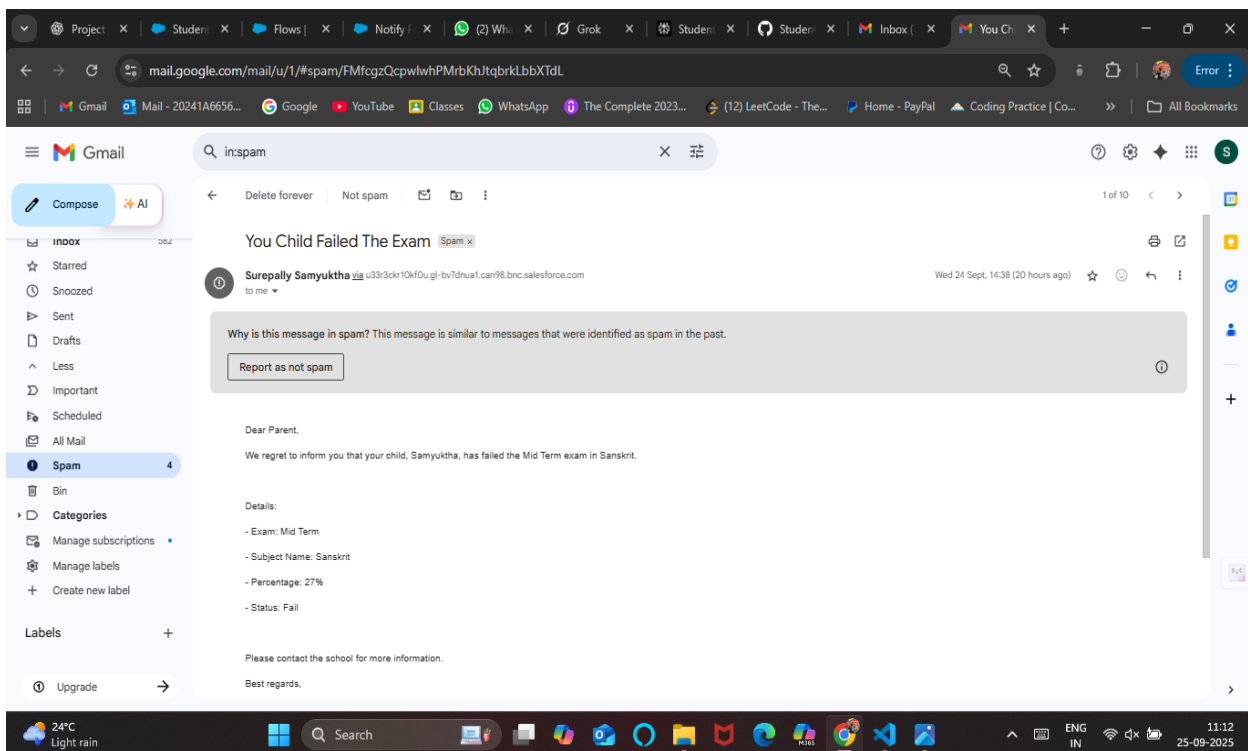 Project
Student
Flows |
Notify F
(2) Wha
Grok
Student
Student
Inbox (
You Chi
mail.google.com/mail/u/1/#spam/FMfcgzQcpwlwhPMrbKhJtqbrkLbbXTdL
Error
Gmail
Mail - 20241A6656...
Google
YouTube
Classes
WhatsApp
The Complete 2023...
(12) LeetCode - The...
Home - PayPal
Coding Practice | Co...
»
All Bookmarks
Gmail
in:spam
S
Compose
AI
Delete forever
Not spam
1 of 10
Inbox 582
Starred
Snoozed
Sent
Drafts
Less
Important
Scheduled
All Mail
Spam 4
Bin
Categories
Manage subscriptions
Manage labels
Create new label
Labels
Upgrade
You Child Failed The Exam Spam x
Surepally Samyuktha via u33r3ckr10kf0u.gl-bv7dnua1.can98.bnc.salesforce.com
Wed 24 Sept, 14:38 (20 hours ago)
to me
Why is this message in spam? This message is similar to messages that were identified as spam in the past.
Report as not spam
Dear Parent,
We regret to inform you that your child, Samyuktha, has failed the Mid Term exam in Sanskrit.
Details:
- Exam: Mid Term
- Subject Name: Sanskrit
- Percentage: 27%
- Status: Fail
Please contact the school for more information.
Best regards,
24°C
Light rain
Search
M365
ENG
IN
11:12
25-09-2025